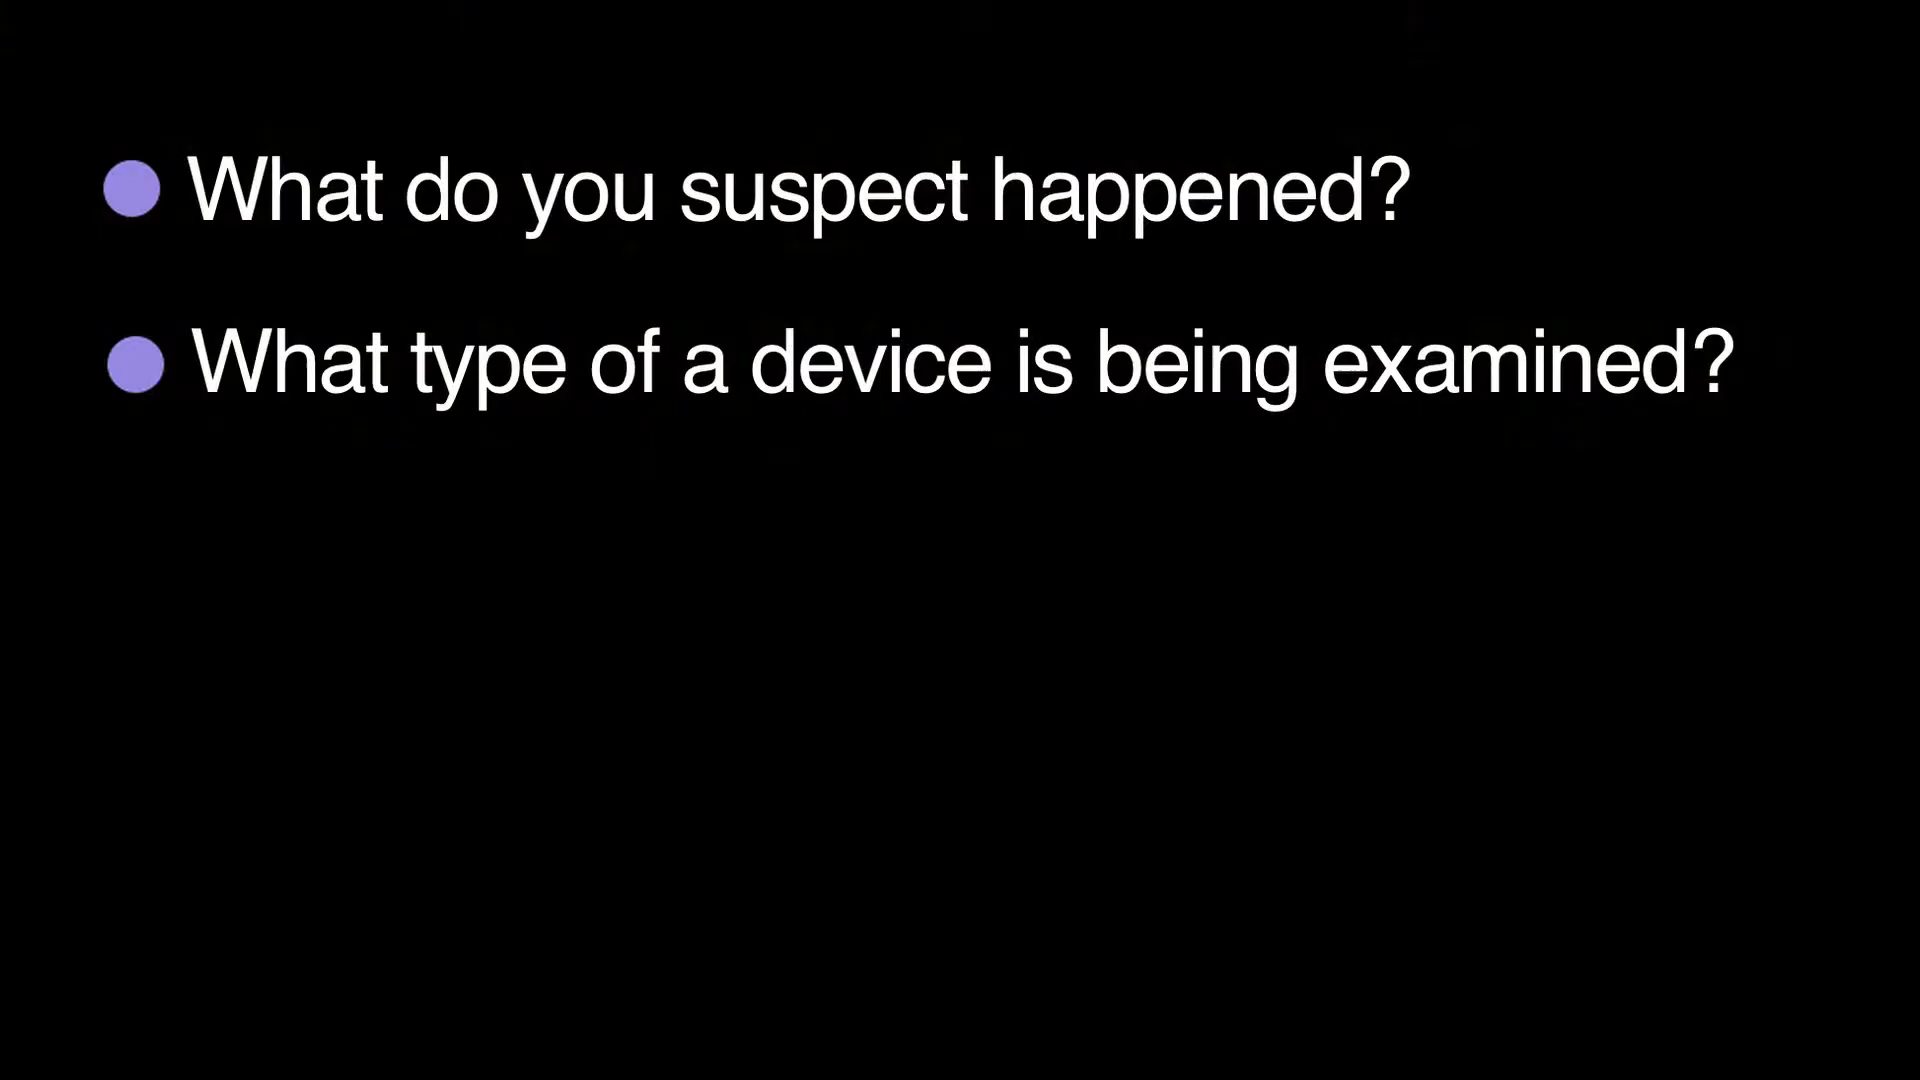 What do you suspect happened?
What type of a device is being examined?